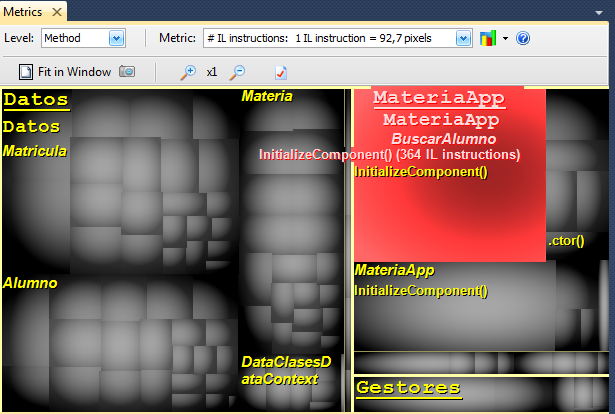 Metrics
Level: Method Metric: # IL instructions: 1 IL instruction = 92,7 pixels
Fit in Window x1
Datos
Datos
Matricula
Alumno
Materia
DataClasesD
ataContext
MateriaApp
MateriaApp
BuscarAlumno
InitializeComponent() (364 IL instructions)
InitializeComponent()
.ctor()
MateriaApp
InitializeComponent()
Gestores